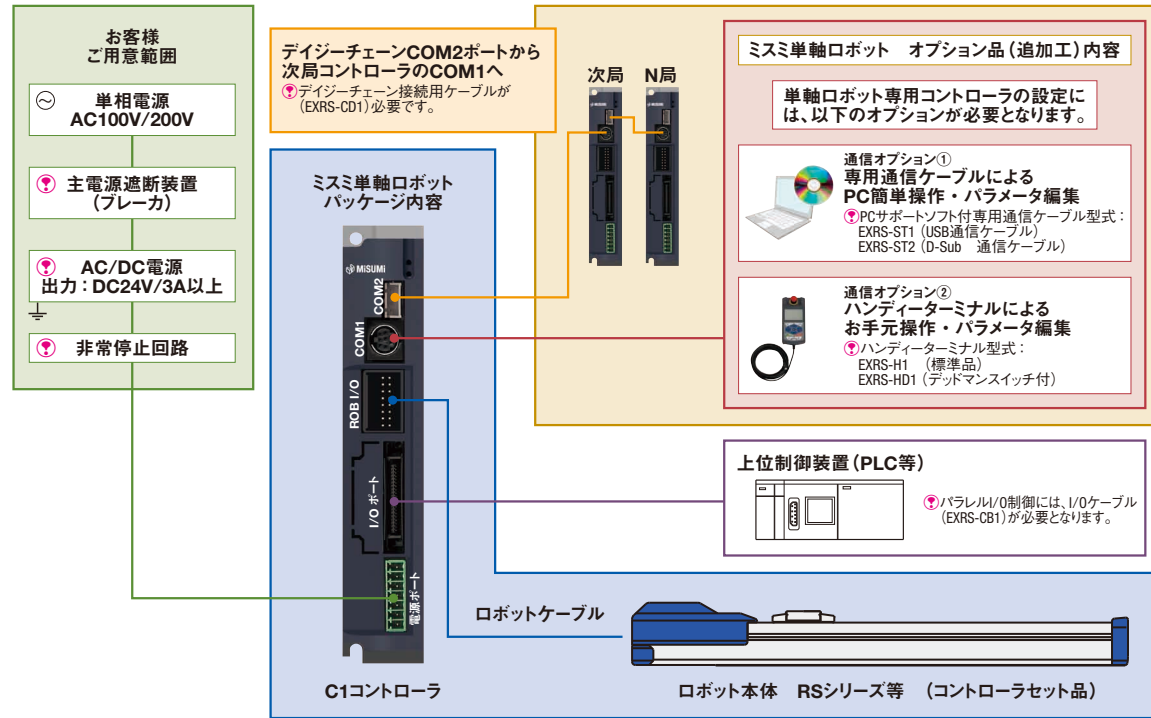 お客様
ご用意範囲
単相電源
AC100V/200V
主電源遮断装置
(ブレーカ)
AC/DC電源
出力：DC24V/3A以上
非常停止回路
デイジーチェーンCOM2ポートから
次局コントローラのCOM1へ
デイジーチェーン接続用ケーブルが
(EXRS-CD1)必要です。
次局 N局
MiSUMi
MiSUMi
ミスミ単軸ロボット オプション品(追加工)内容
単軸ロボット専用コントローラの設定に
は、以下のオプションが必要となります。
通信オプション①
専用通信ケーブルによる
PC簡単操作・パラメータ編集
PCサポートソフト付専用通信ケーブル型式：
EXRS-ST1 (USB通信ケーブル)
EXRS-ST2 (D-Sub 通信ケーブル)
通信オプション②
ハンディーターミナルによる
お手元操作・パラメータ編集
ハンディーターミナル型式：
EXRS-H1 (標準品)
EXRS-HD1 (デッドマンスイッチ付)
ミスミ単軸ロボット
パッケージ内容
MiSUMi
COM2
COM1
ROB I/O
I/O ポート
電源ポート
C1コントローラ
上位制御装置(PLC等)
パラレルI/O制御には、I/Oケーブル
(EXRS-CB1)が必要となります。
ロボットケーブル
ロボット本体 RSシリーズ等 (コントローラセット品)